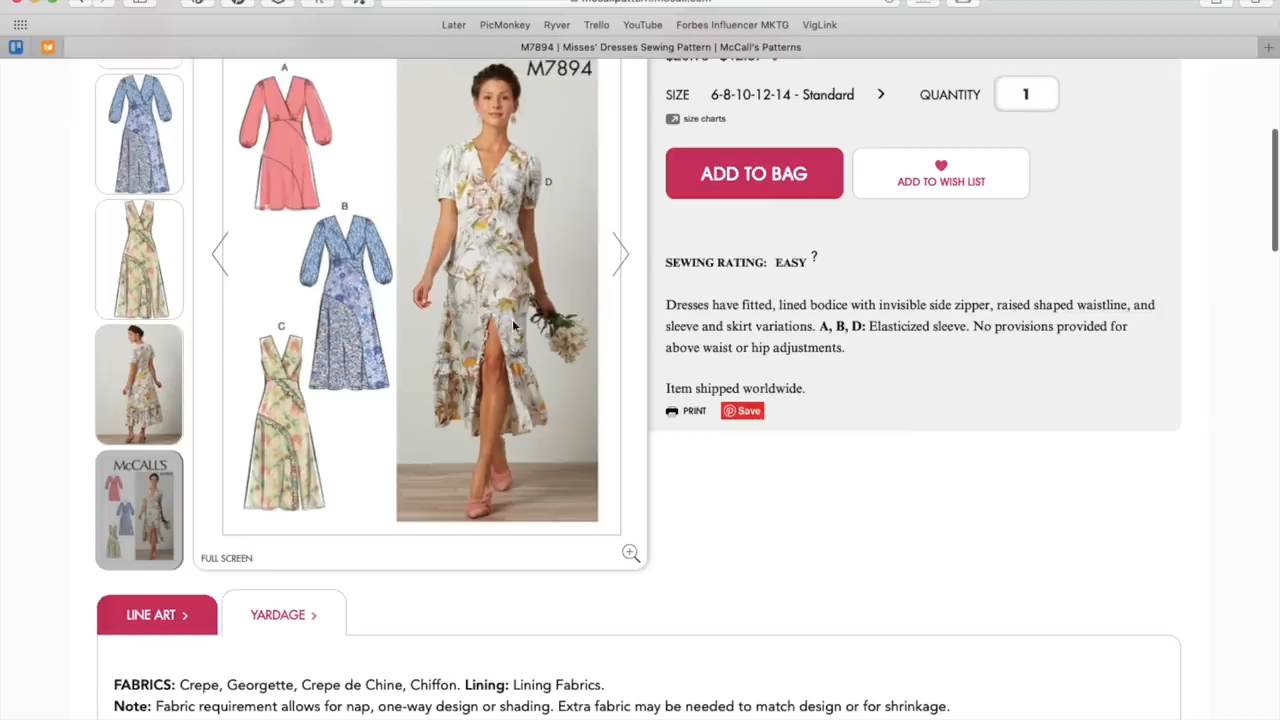 Later PicMonkey Ryver Trello YouTube Forbes Influencer MKTG VigLink
M7894 | Misses' Dresses Sewing Pattern | McCall's Patterns
M7894
A
B
C
D
SIZE 6-8-10-12-14 - Standard > QUANTITY 1
size charts
ADD TO BAG
ADD TO WISH LIST
SEWING RATING: EASY ?
Dresses have fitted, lined bodice with invisible side zipper, raised shaped waistline, and
sleeve and skirt variations. A, B, D: Elasticized sleeve. No provisions provided for
above waist or hip adjustments.
Item shipped worldwide.
PRINT Save
McCALL'S
FULL SCREEN
LINE ART > YARDAGE >
FABRICS: Crepe, Georgette, Crepe de Chine, Chiffon. Lining: Lining Fabrics.
Note: Fabric requirement allows for nap, one-way design or shading. Extra fabric may be needed to match design or for shrinkage.